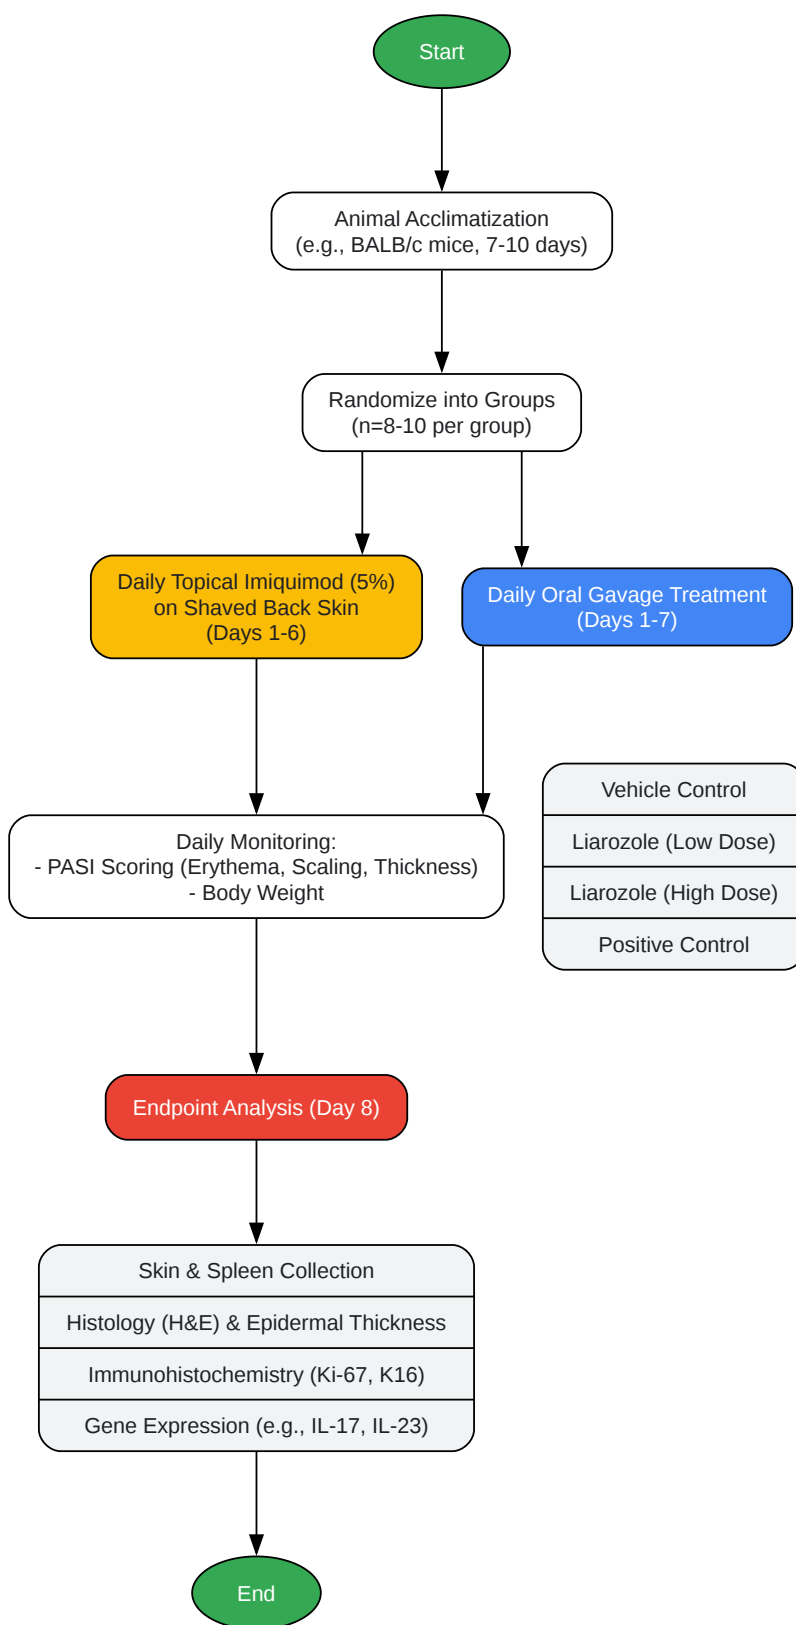 Start
Animal Acclimatization
(e.g., BALB/c mice, 7-10 days)
Randomize into Groups
(n=8-10 per group)
Daily Topical Imiquimod (5%)
on Shaved Back Skin
(Days 1-6)
Daily Oral Gavage Treatment
(Days 1-7)
Vehicle Control
Liarozole (Low Dose)
Liarozole (High Dose)
Positive Control
Daily Monitoring:
- PASI Scoring (Erythema, Scaling, Thickness)
- Body Weight
Endpoint Analysis (Day 8)
Skin & Spleen Collection
Histology (H&E) & Epidermal Thickness
Immunohistochemistry (Ki-67, K16)
Gene Expression (e.g., IL-17, IL-23)
End